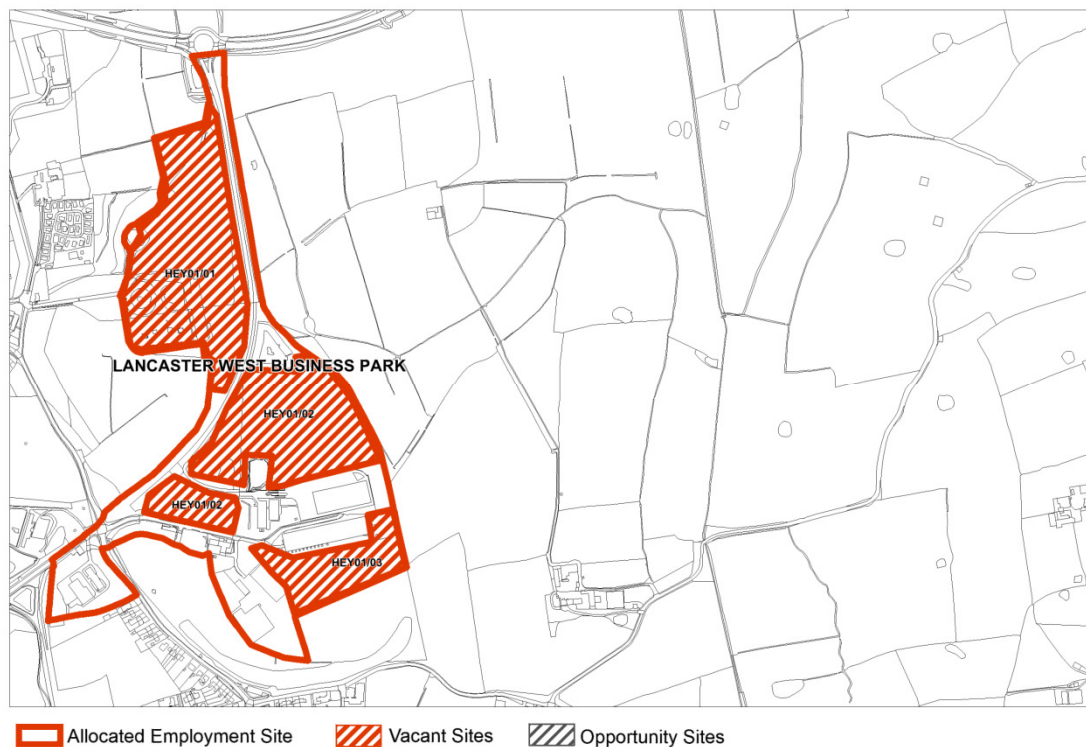 HEY01/01
LANCASTER WEST BUSINESS PARK
HEY01/02
HEY01/02
HEY01/03
Allocated Employment Site
Vacant Sites
Opportunity Sites